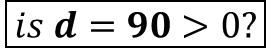 is d = 90 > 0?